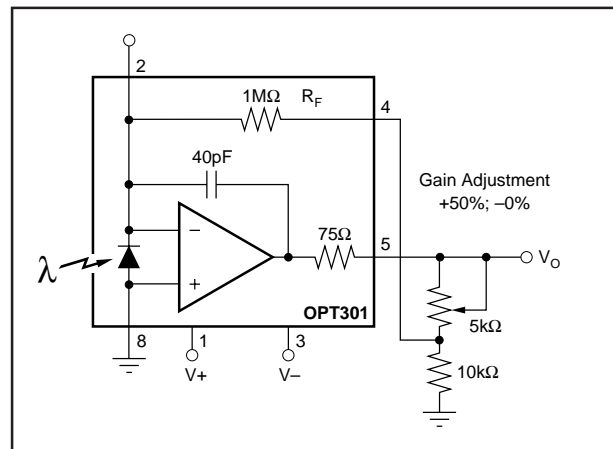 2
1MΩ R_F
4
40pF
Gain Adjustment
+50%; –0%
75Ω
5
V_O
λ
–
+
OPT301
5kΩ
8
1
3
10kΩ
V+
V–